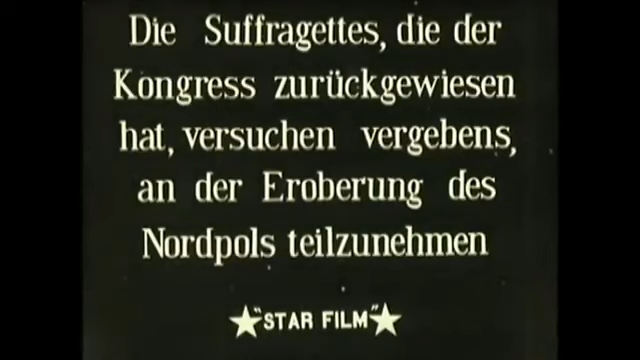 Die Suffragettes, die der
Kongress zurückgewiesen
hat, versuchen vergebens,
an der Eroberung des
Nordpols teilzunehmen
"STAR FILM"